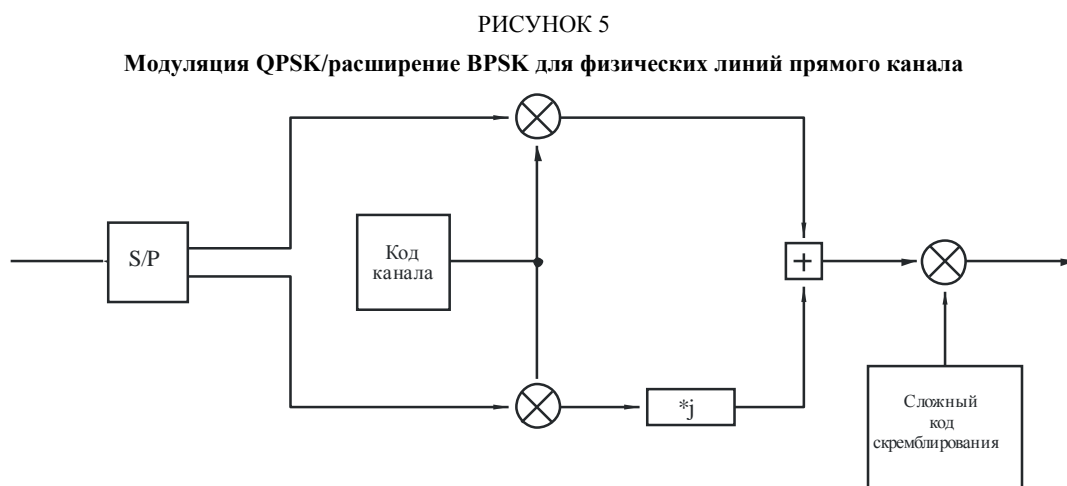 РИСУНОК 5
Модуляция QPSK/расширение BPSK для физических линий прямого канала
S/P
Код
канала
+
*j
Сложный
код
скремблирования